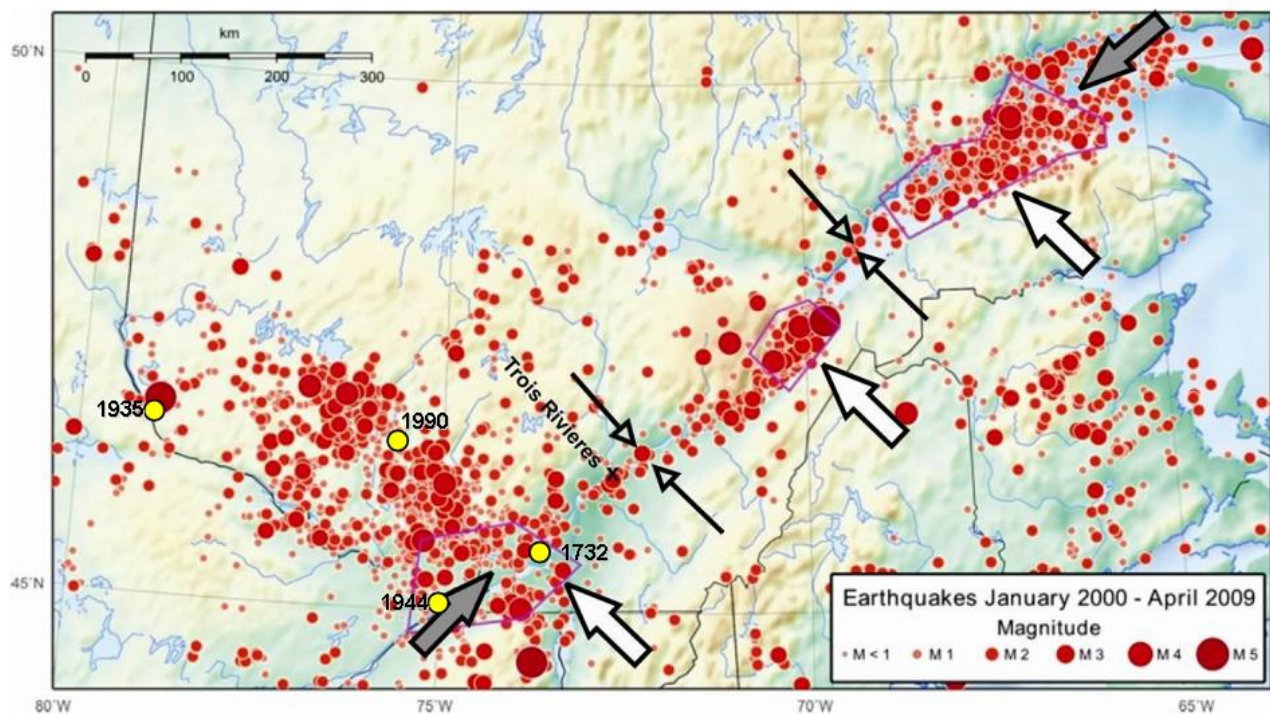 50°N
km
0 100 200 300
Trois Rivieres
1935
1990
1732
1944
45°N
Earthquakes January 2000 - April 2009
Magnitude
M < 1 M 1 M 2 M 3 M 4 M 5
80°W 75°W 70°W 65°W